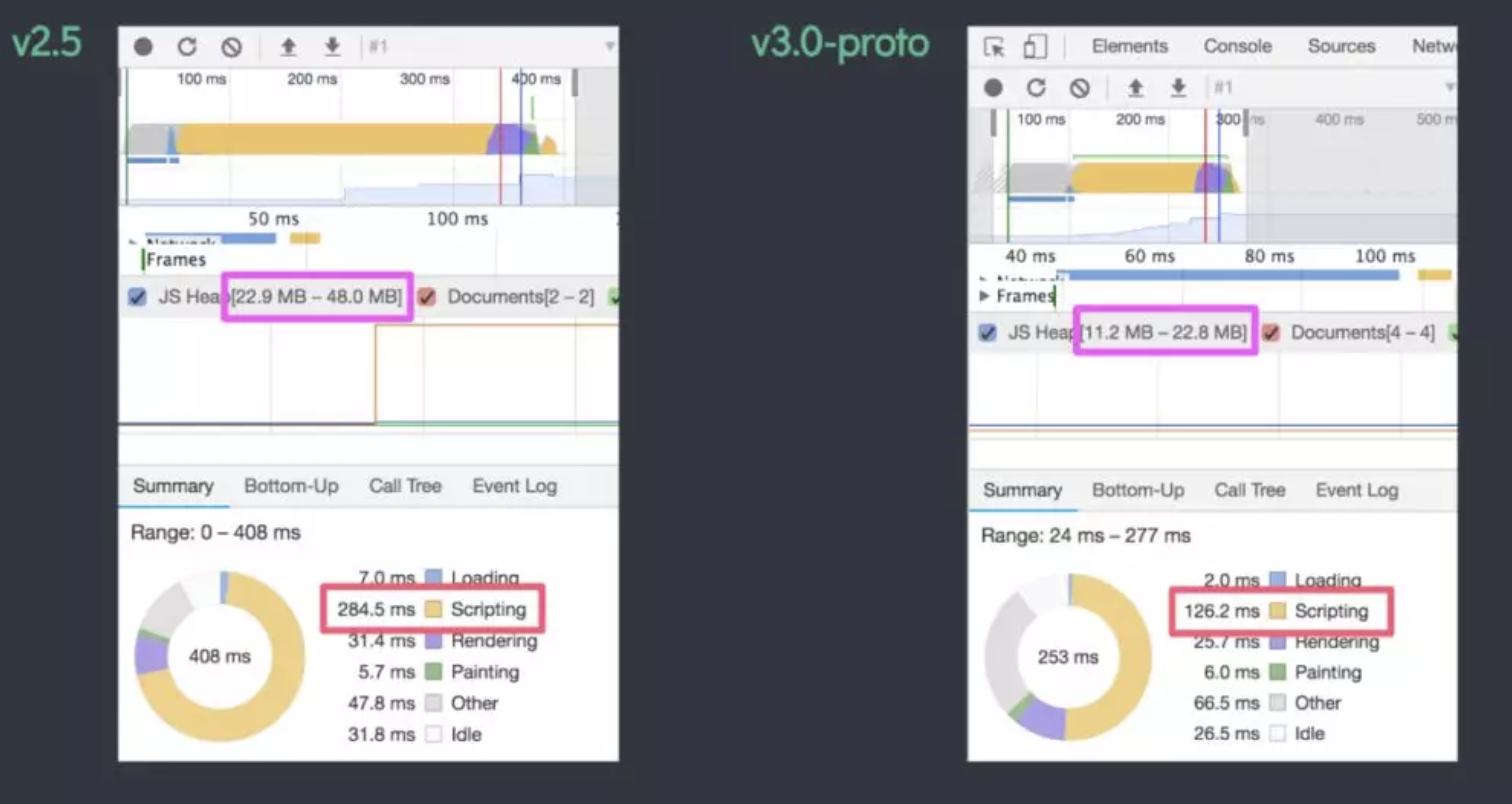 v2.5
#1
100 ms 200 ms 300 ms 400 ms
50 ms 100 ms
Network
Frames
JS Heap[22.9 MB – 48.0 MB] Documents[2 – 2]
Summary Bottom-Up Call Tree Event Log
Range: 0 – 408 ms
408 ms
7.0 ms Loading
284.5 ms Scripting
31.4 ms Rendering
5.7 ms Painting
47.8 ms Other
31.8 ms Idle
v3.0-proto
Elements Console Sources Netw
#1
100 ms 200 ms 300 ms 400 ms 500 m
40 ms 60 ms 80 ms 100 ms
Frames
JS Heap[11.2 MB – 22.8 MB] Documents[4 – 4]
Summary Bottom-Up Call Tree Event Log
Range: 24 ms – 277 ms
253 ms
2.0 ms Loading
126.2 ms Scripting
25.7 ms Rendering
6.0 ms Painting
66.5 ms Other
26.5 ms Idle